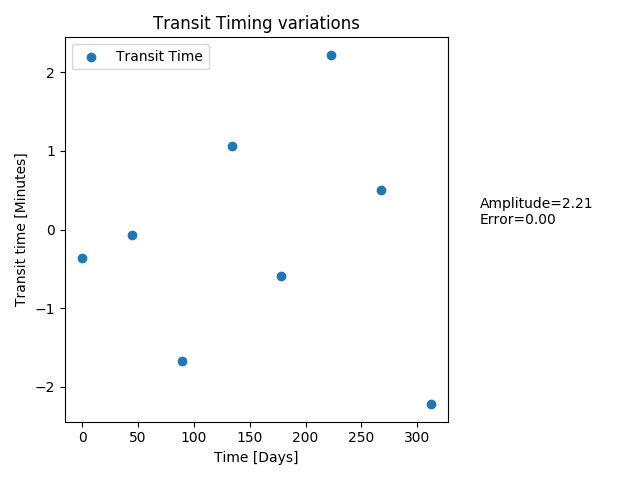 Transit Timing variations
Transit Time
Transit time [Minutes]
2
1
0
−1
−2
0 50 100 150 200 250 300
Time [Days]
Amplitude=2.21
Error=0.00